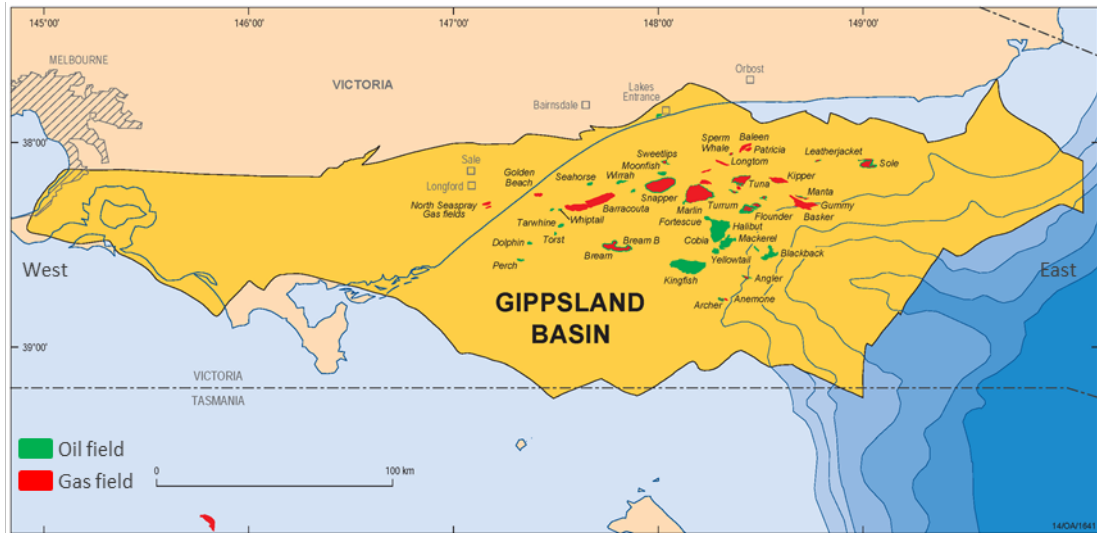 145°00'
146°00'
147°00'
148°00'
149°00'
MELBOURNE
VICTORIA
Orbost
Lakes
Entrance
Bairnsdale
38°00'
38°00'
Sperm
Whale
Baleen
Patricia
Leatherjacket
Sole
Sweetlips
Moonfish
Longtom
Sale
Longford
Golden
Beach
Seahorse
Wirrah
Snapper
Tuna
Kipper
North Seaspray
Gas fields
Barracouta
Marlin
Turrum
Manta
Gummy
Basker
Whiptail
Tarwhine
Fortescue
Flounder
Halibut
Torst
Dolphin
Bream B
Bream
Cobia
Mackerel
Blackback
Perch
Yellowtail
Kingfish
Angler
Archer
Anemone
West
East
GIPPSLAND
BASIN
39°00'
39°00'
VICTORIA
TASMANIA
Oil field
Gas field
0
100 km
14/OA/1641